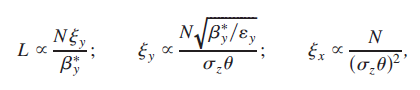 L ∝ Nξ_y / β_y^*; ξ_y ∝ N√(β_y^*/ε_y) / (σ_z θ); ξ_x ∝ N / (σ_z θ)²,